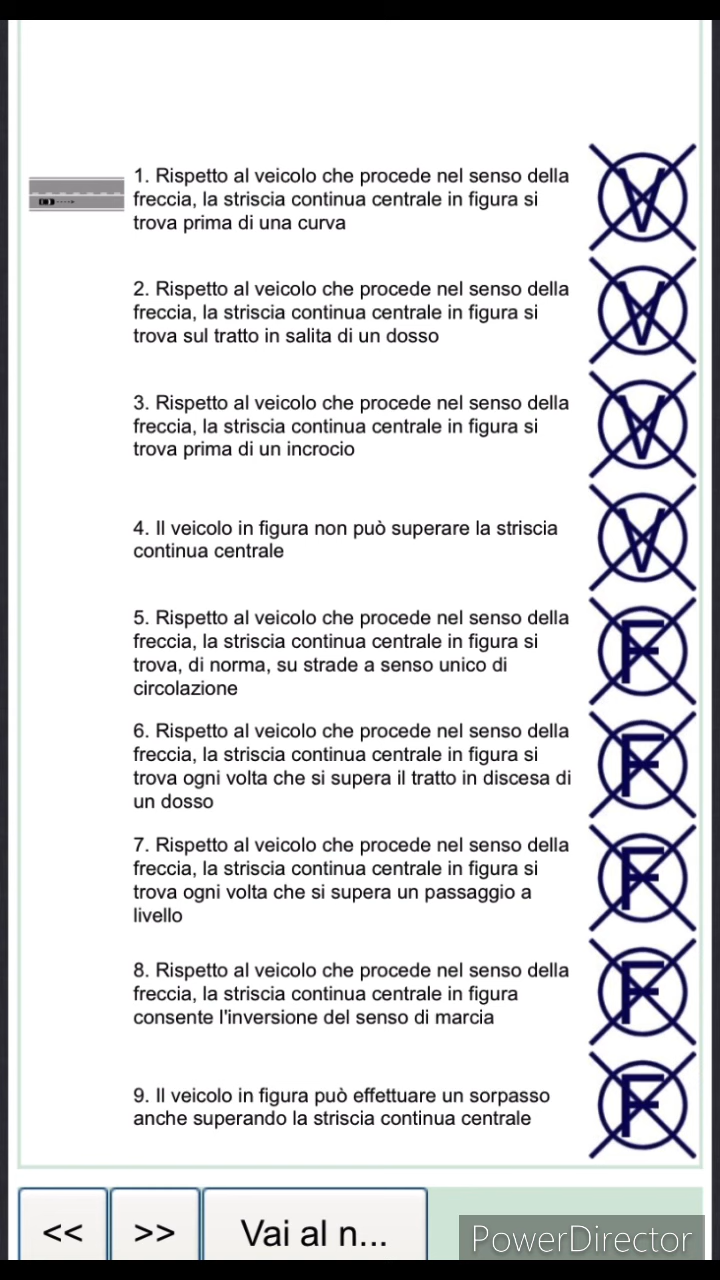 1. Rispetto al veicolo che procede nel senso della
freccia, la striscia continua centrale in figura si
trova prima di una curva
V
2. Rispetto al veicolo che procede nel senso della
freccia, la striscia continua centrale in figura si
trova sul tratto in salita di un dosso
V
3. Rispetto al veicolo che procede nel senso della
freccia, la striscia continua centrale in figura si
trova prima di un incrocio
V
4. Il veicolo in figura non può superare la striscia
continua centrale
V
5. Rispetto al veicolo che procede nel senso della
freccia, la striscia continua centrale in figura si
trova, di norma, su strade a senso unico di
circolazione
F
6. Rispetto al veicolo che procede nel senso della
freccia, la striscia continua centrale in figura si
trova ogni volta che si supera il tratto in discesa di
un dosso
F
7. Rispetto al veicolo che procede nel senso della
freccia, la striscia continua centrale in figura si
trova ogni volta che si supera un passaggio a
livello
F
8. Rispetto al veicolo che procede nel senso della
freccia, la striscia continua centrale in figura
consente l'inversione del senso di marcia
F
9. Il veicolo in figura può effettuare un sorpasso
anche superando la striscia continua centrale
F
<< >> Vai al n...
PowerDirector